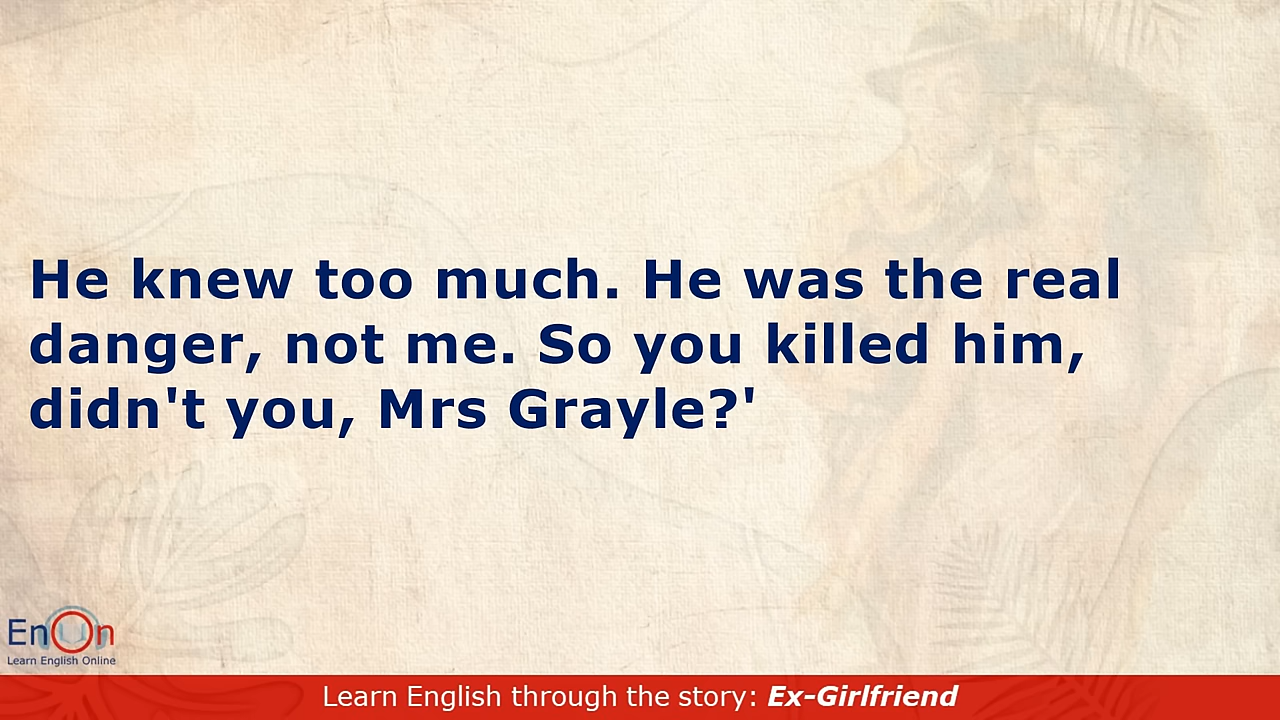 He knew too much. He was the real
danger, not me. So you killed him,
didn't you, Mrs Grayle?'
EnOn
Learn English Online
Learn English through the story: Ex-Girlfriend